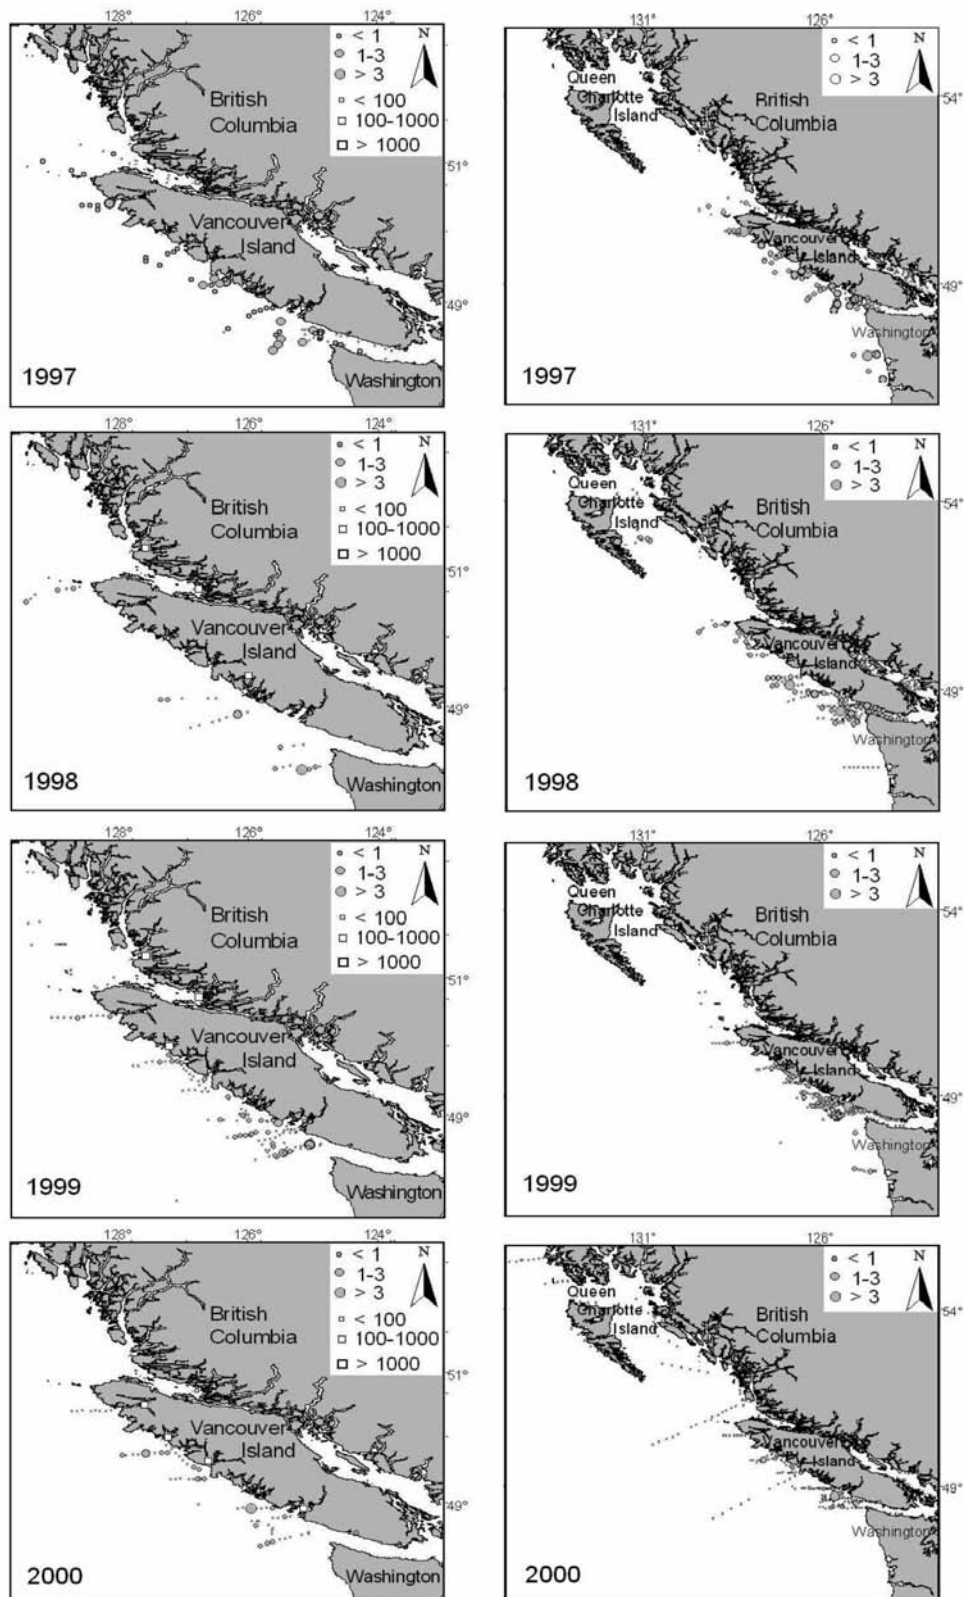 128° 126° 124°
< 1
1-3
> 3
< 100
100-1000
> 1000
N
British
Columbia
51°
Vancouver
Island
49°
Washington
1997
131° 126°
< 1
1-3
> 3
N
Queen
Charlotte
Island
British
Columbia
54°
Vancouver
Island
49°
Washington
1997
128° 126° 124°
< 1
1-3
> 3
< 100
100-1000
> 1000
N
British
Columbia
51°
Vancouver
Island
49°
Washington
1998
131° 126°
< 1
1-3
> 3
N
Queen
Charlotte
Island
British
Columbia
54°
Vancouver
Island
49°
Washington
1998
128° 126° 124°
< 1
1-3
> 3
< 100
100-1000
> 1000
N
British
Columbia
51°
Vancouver
Island
49°
Washington
1999
131° 126°
< 1
1-3
> 3
N
Queen
Charlotte
Island
British
Columbia
54°
Vancouver
Island
49°
Washington
1999
128° 126° 124°
< 1
1-3
> 3
< 100
100-1000
> 1000
N
British
Columbia
51°
Vancouver
Island
49°
Washington
2000
131° 126°
< 1
1-3
> 3
N
Queen
Charlotte
Island
British
Columbia
54°
Vancouver
Island
49°
Washington
2000